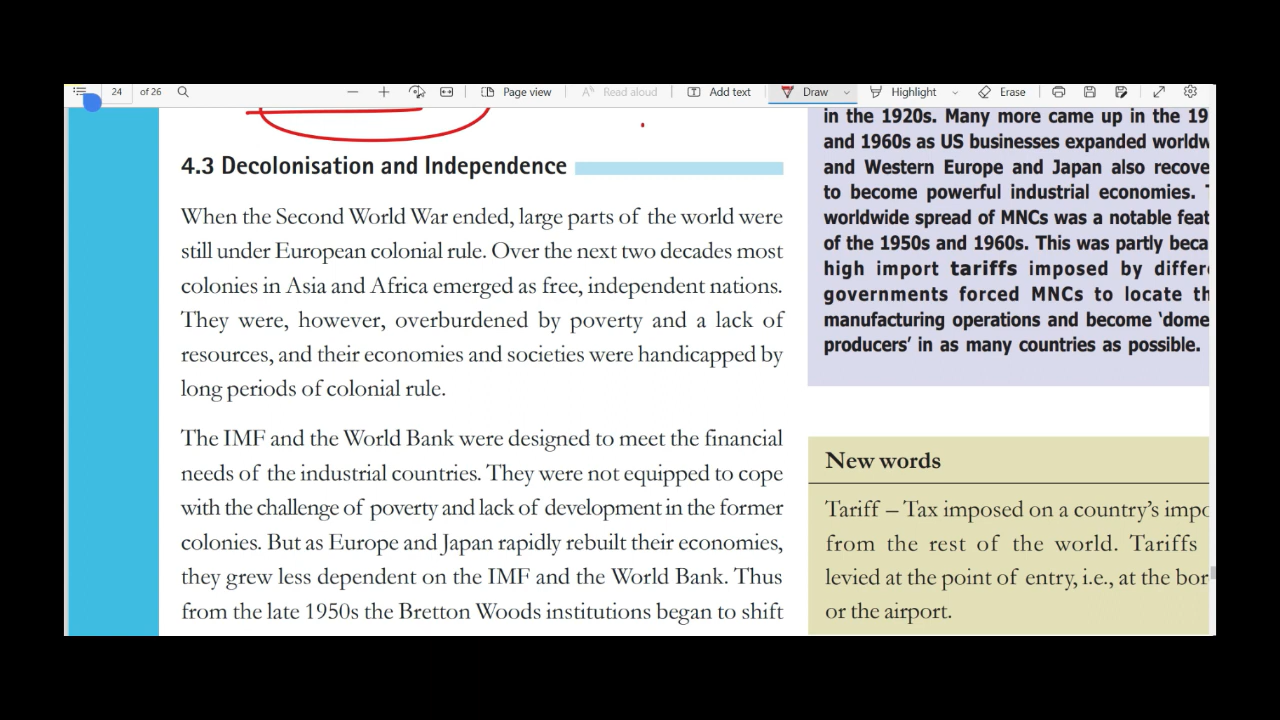 24 of 26 Page view Read aloud Add text Draw Highlight Erase
4.3 Decolonisation and Independence
When the Second World War ended, large parts of the world were
still under European colonial rule. Over the next two decades most
colonies in Asia and Africa emerged as free, independent nations.
They were, however, overburdened by poverty and a lack of
resources, and their economies and societies were handicapped by
long periods of colonial rule.
The IMF and the World Bank were designed to meet the financial
needs of the industrial countries. They were not equipped to cope
with the challenge of poverty and lack of development in the former
colonies. But as Europe and Japan rapidly rebuilt their economies,
they grew less dependent on the IMF and the World Bank. Thus
from the late 1950s the Bretton Woods institutions began to shift
in the 1920s. Many more came up in the 19
and 1960s as US businesses expanded worldw
and Western Europe and Japan also recove
to become powerful industrial economies.
worldwide spread of MNCs was a notable feat
of the 1950s and 1960s. This was partly beca
high import tariffs imposed by differe
governments forced MNCs to locate th
manufacturing operations and become ‘dome
producers’ in as many countries as possible.
New words
Tariff – Tax imposed on a country’s impo
from the rest of the world. Tariffs
levied at the point of entry, i.e., at the bor
or the airport.